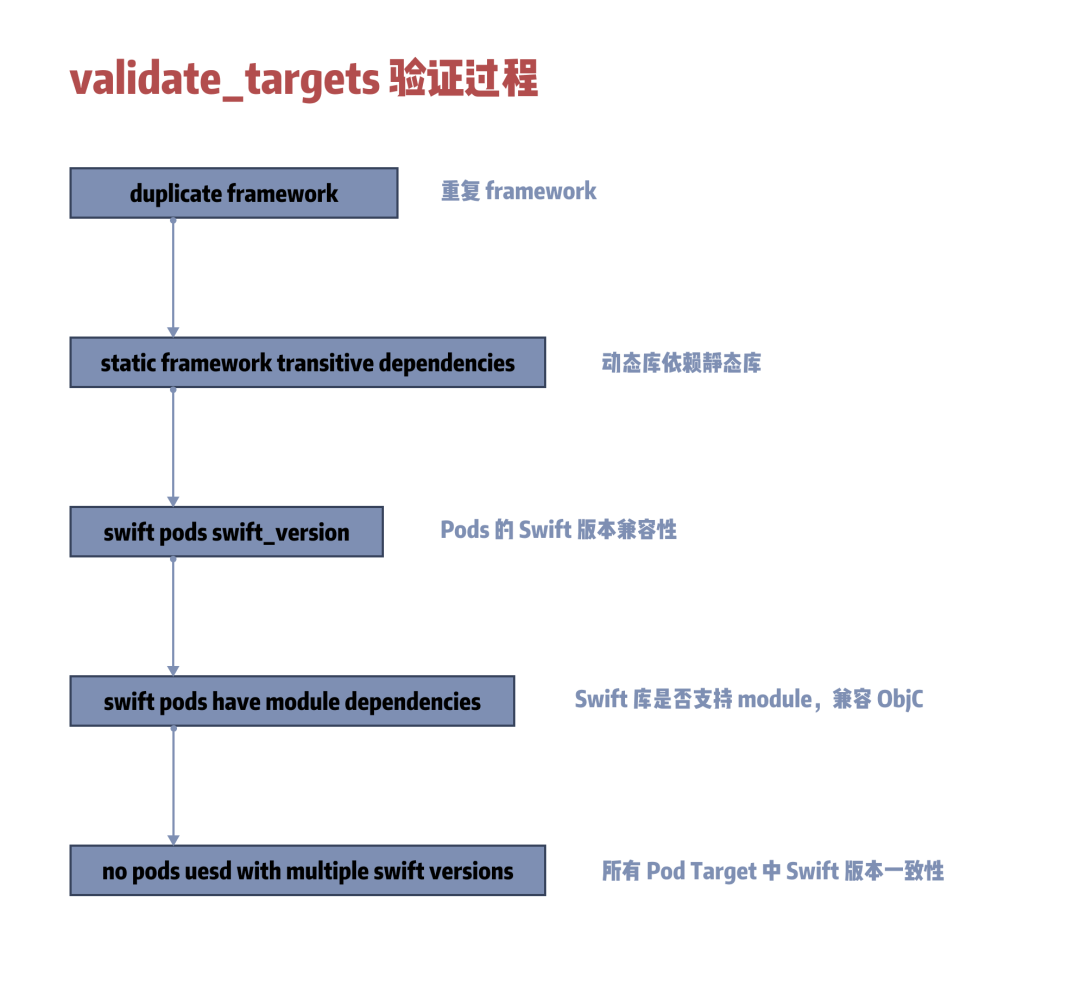 validate_targets 验证过程
duplicate framework
重复 framework
static framework transitive dependencies
动态库依赖靜态库
swift pods swift_version
Pods 的 Swift 版本兼容性
swift pods have module dependencies
Swift 库是否支持 module，兼容 ObjC
no pods uesd with multiple swift versions
所有 Pod Target 中 Swift 版本一致性